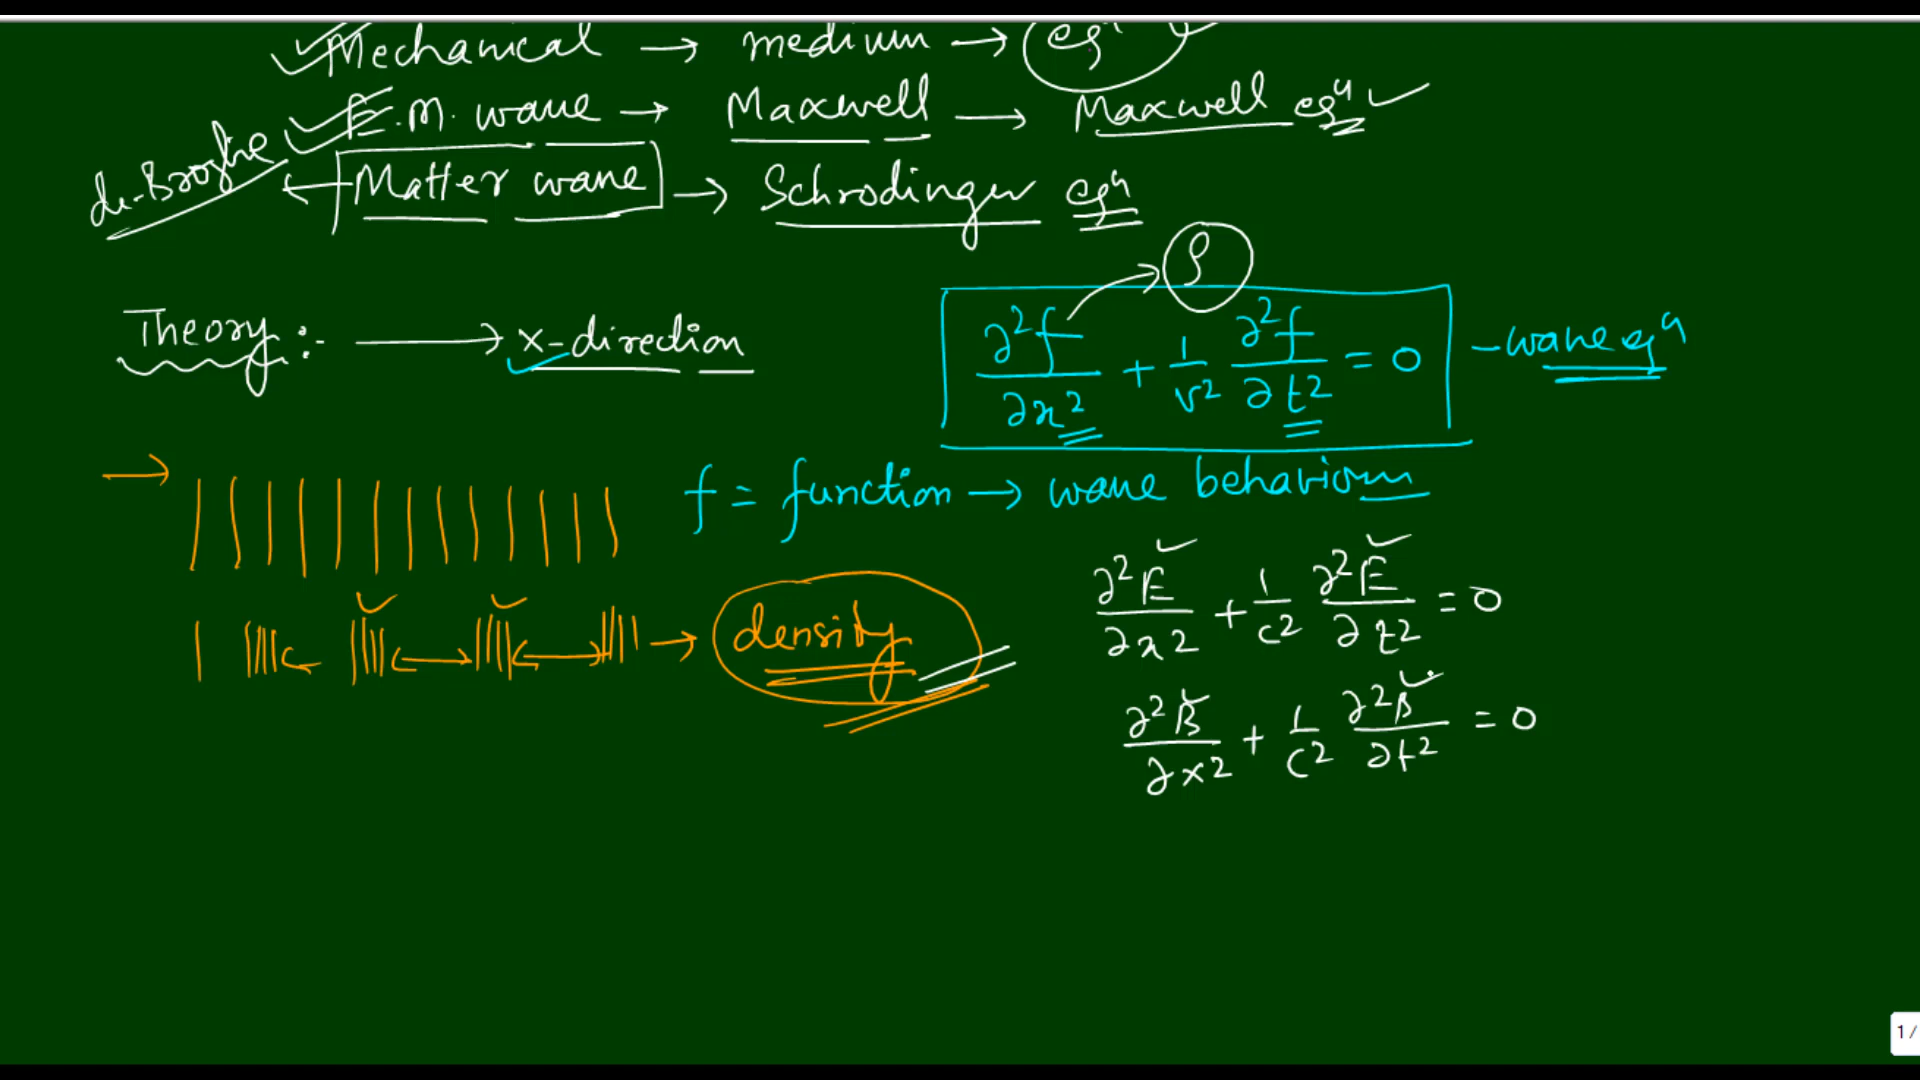 Mechanical → medium → eqⁿ
E.M. wave → Maxwell → Maxwell eqⁿ
de-Broglie ← Matter wave → Schrodinger eqⁿ
ρ
Theory :- → x-direction
∂²f/∂x² + 1/v² ∂²f/∂t² = 0 - wave eqⁿ
f = function → wave behaviour
∂²E/∂x² + 1/c² ∂²E/∂t² = 0
→ density
∂²B/∂x² + 1/c² ∂²B/∂t² = 0
1 /